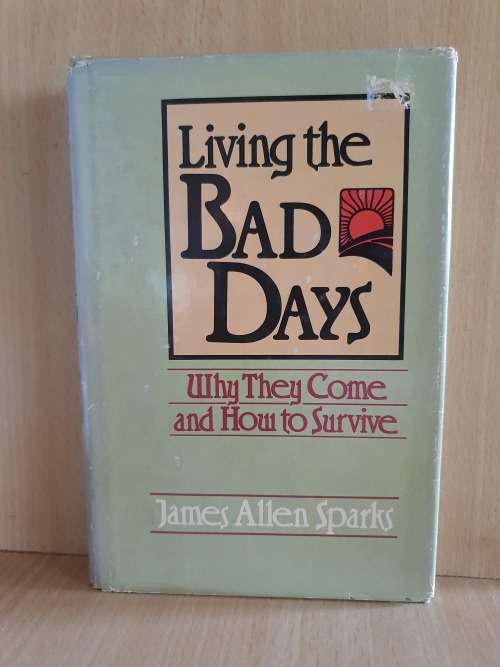 Living the
BAD
DAYS
Why They Come
and How to Survive
James Allen Sparks